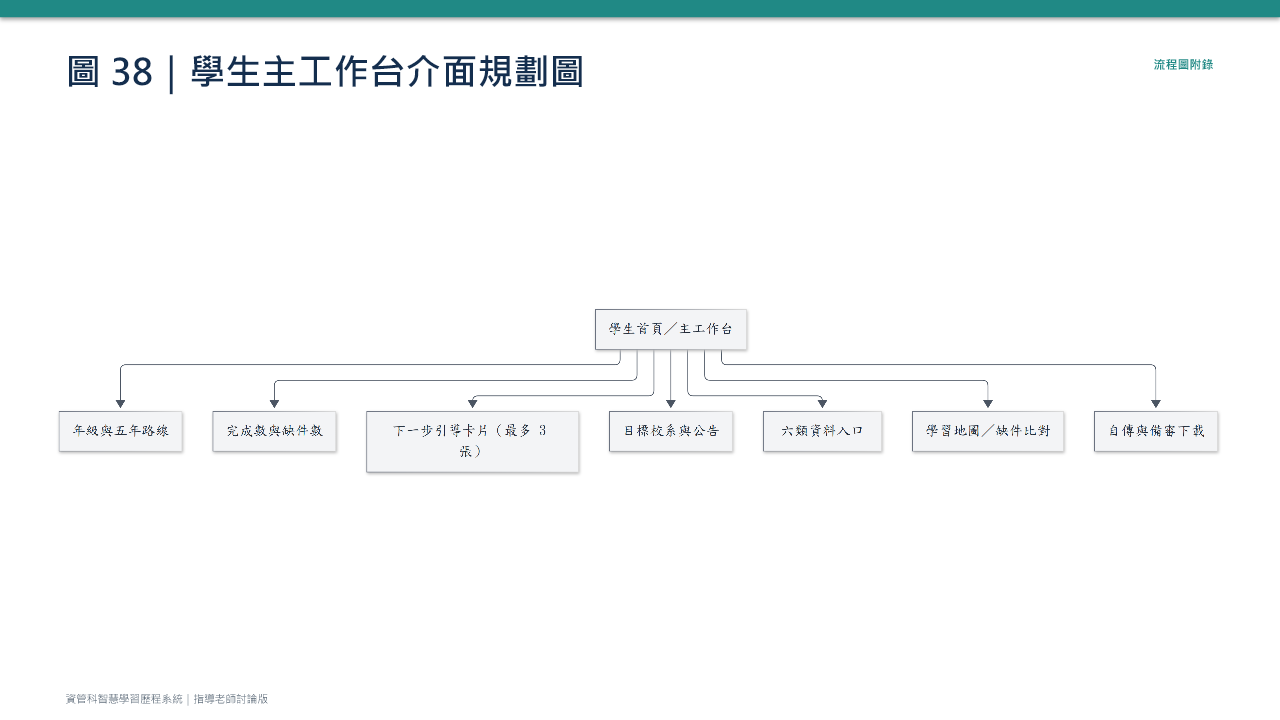 圖 38｜學生主工作台介面規劃圖
流程圖附錄
學生首頁／主工作台
年級與五年路線
完成數與缺件數
下一步引導卡片（最多 3
張）
目標校系與公告
六類資料入口
學習地圖／缺件比對
自傳與備審下載
資管科智慧學習歷程系統｜指導老師討論版